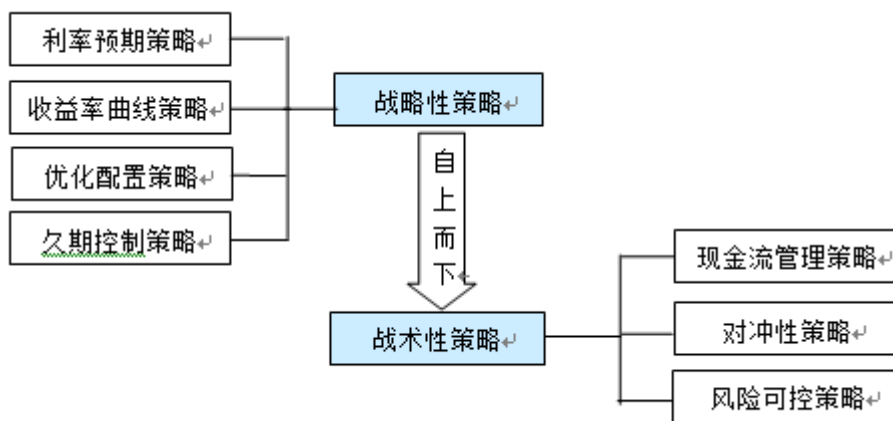 利率预期策略
收益率曲线策略
优化配置策略
久期控制策略
战略性策略
自
上
而
下
战术性策略
现金流管理策略
对冲性策略
风险可控策略